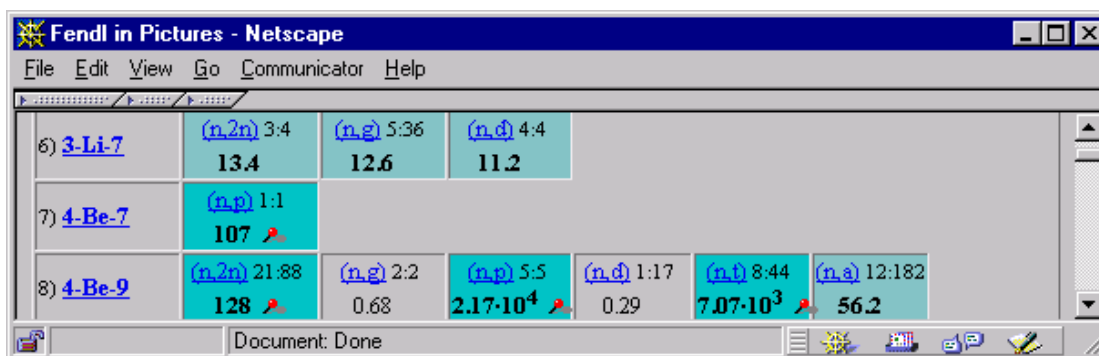 Fendl in Pictures - Netscape
File Edit View Go Communicator Help
6) 3-Li-7 (n,2n) 3:4 (n,g) 5:36 (n,d) 4:4
13.4 12.6 11.2
7) 4-Be-7 (n,p) 1:1
107
8) 4-Be-9 (n,2n) 21:88 (n,g) 2:2 (n,p) 5:5 (n,d) 1:17 (n,t) 8:44 (n,a) 12:182
128 0.68 2.17·10⁴ 0.29 7.07·10³ 56.2
Document: Done